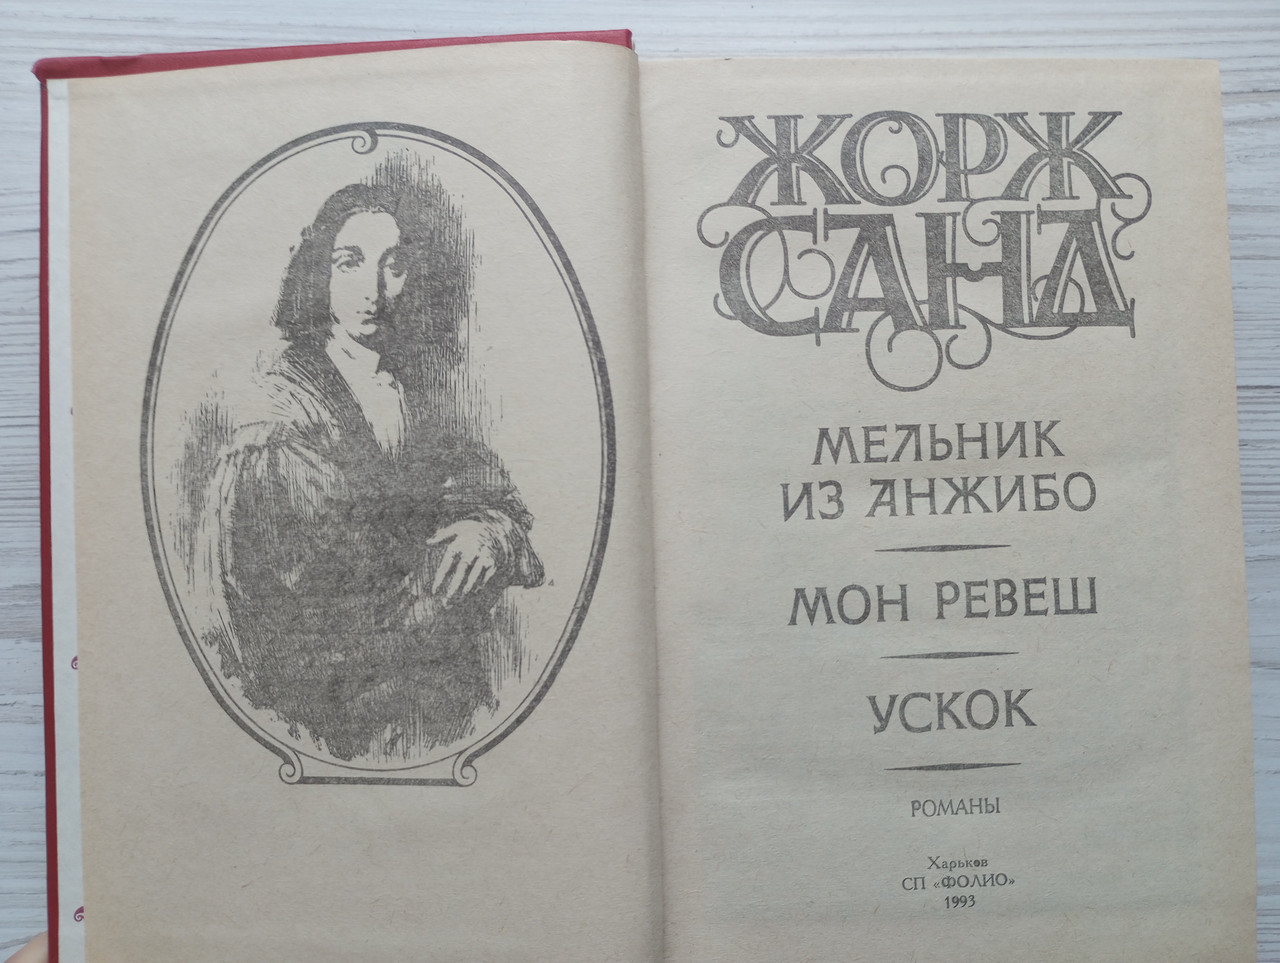 ЖОРЖ
САНД
МЕЛЬНИК
ИЗ АНЖИБО
МОН РЕВЕШ
УСКОК
РОМАНЫ
Харьков
СП «ФОЛИО»
1993